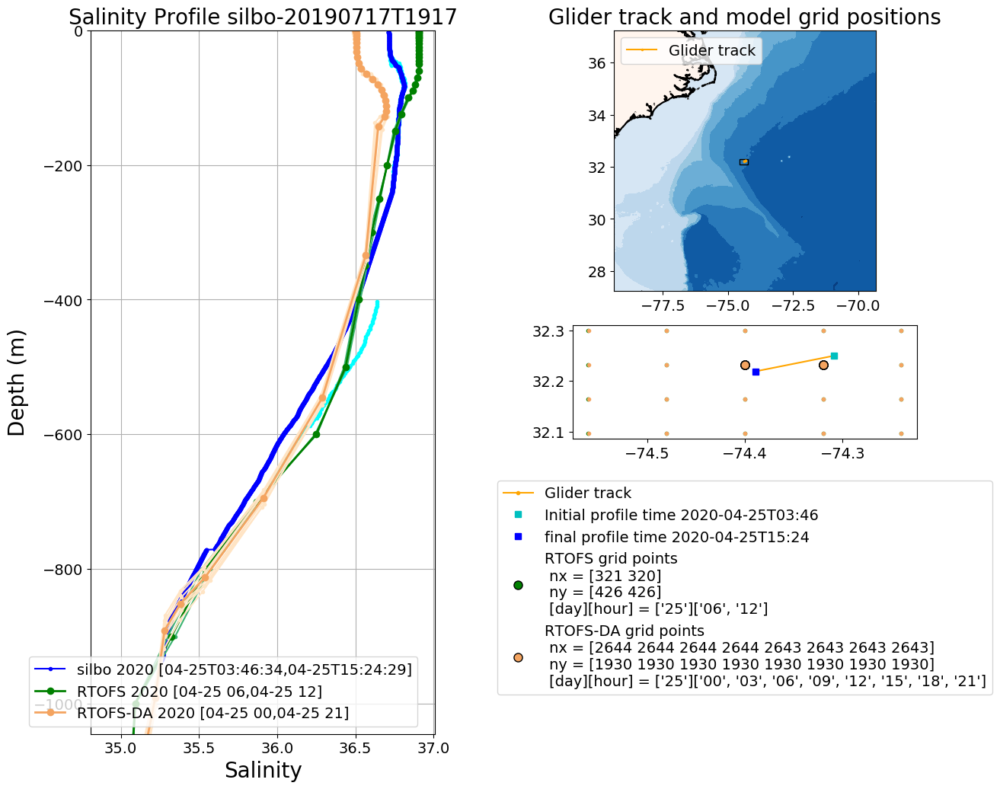 Salinity Profile silbo-20190717T1917
0
−200
−400
−600
−800
−1000
Depth (m)
silbo 2020 [04-25T03:46:34,04-25T15:24:29]
RTOFS 2020 [04-25 06,04-25 12]
RTOFS-DA 2020 [04-25 00,04-25 21]
35.0 35.5 36.0 36.5 37.0
Salinity
Glider track and model grid positions
Glider track
36
34
32
30
28
−77.5 −75.0 −72.5 −70.0
32.3
32.2
32.1
−74.5 −74.4 −74.3
Glider track
Initial profile time 2020-04-25T03:46
final profile time 2020-04-25T15:24
RTOFS grid points
nx = [321 320]
ny = [426 426]
[day][hour] = ['25']['06', '12']
RTOFS-DA grid points
nx = [2644 2644 2644 2644 2643 2643 2643 2643]
ny = [1930 1930 1930 1930 1930 1930 1930 1930]
[day][hour] = ['25']['00', '03', '06', '09', '12', '15', '18', '21']